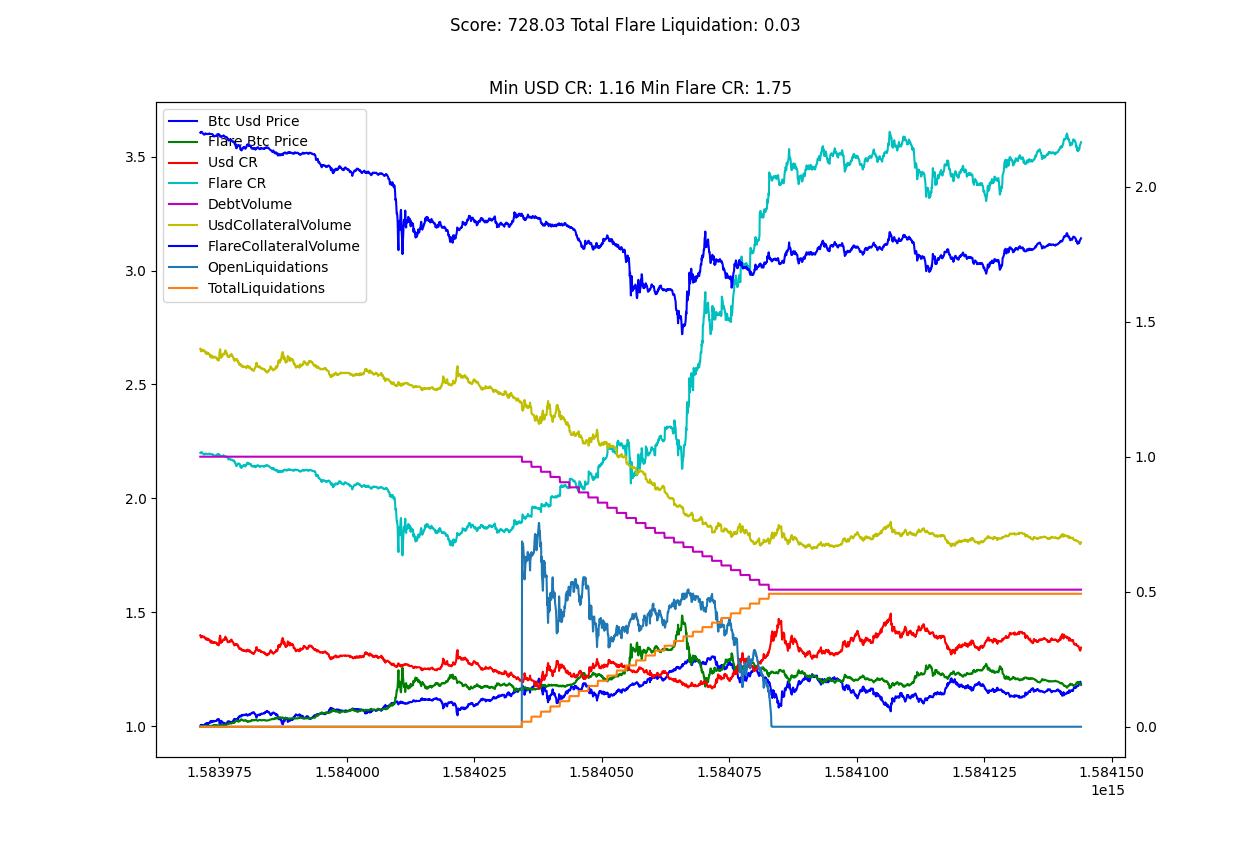 Score: 728.03 Total Flare Liquidation: 0.03
Min USD CR: 1.16 Min Flare CR: 1.75
Btc Usd Price
Flare Btc Price
Usd CR
Flare CR
DebtVolume
UsdCollateralVolume
FlareCollateralVolume
OpenLiquidations
TotalLiquidations
3.5
3.0
2.5
2.0
1.5
1.0
2.0
1.5
1.0
0.5
0.0
1.583975 1.584000 1.584025 1.584050 1.584075 1.584100 1.584125 1.584150
1e15